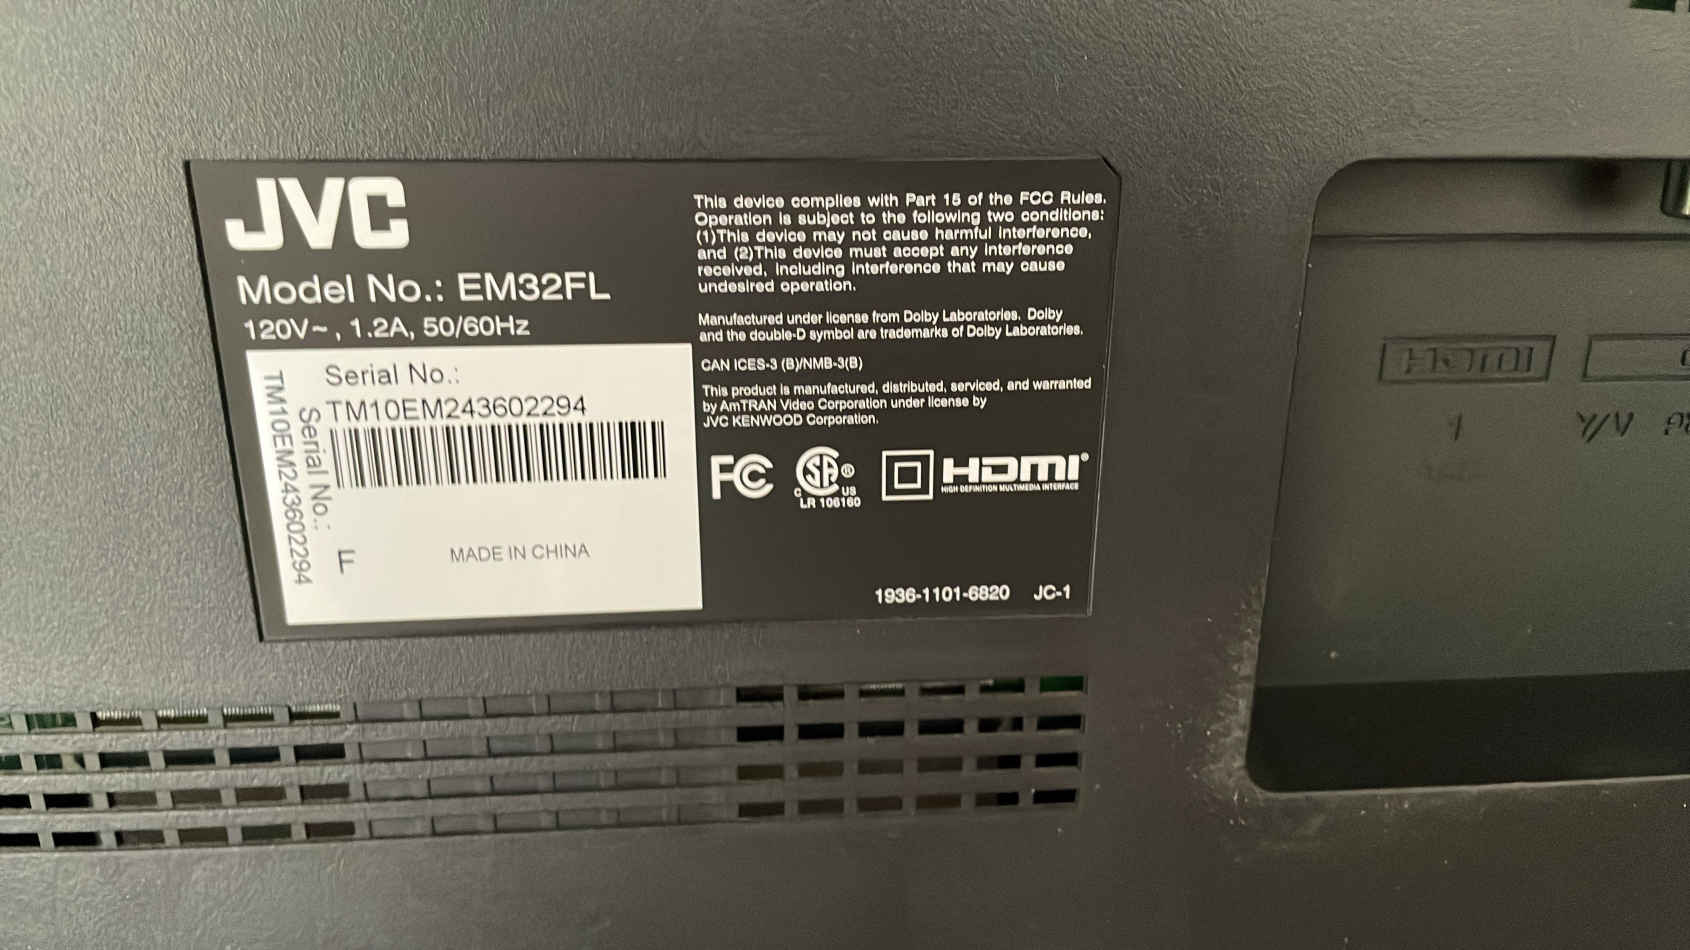 JVC
Model No.: EM32FL
120V~, 1.2A, 50/60Hz
Serial No.:
TM10EM243602294
Serial No.:
TM10EM243602294
F
MADE IN CHINA
This device complies with Part 15 of the FCC Rules.
Operation is subject to the following two conditions:
(1)This device may not cause harmful interference,
and (2)This device must accept any interference
received, including interference that may cause
undesired operation.
Manufactured under license from Dolby Laboratories. Dolby
and the double-D symbol are trademarks of Dolby Laboratories.
CAN ICES-3 (B)/NMB-3(B)
This product is manufactured, distributed, serviced, and warranted
by AmTRAN Video Corporation under license by
JVC KENWOOD Corporation.
FC
C SA® US
LR 106160
HDMI®
HIGH DEFINITION MULTIMEDIA INTERFACE
1936-1101-6820 JC-1
HDMI
1
Y/V